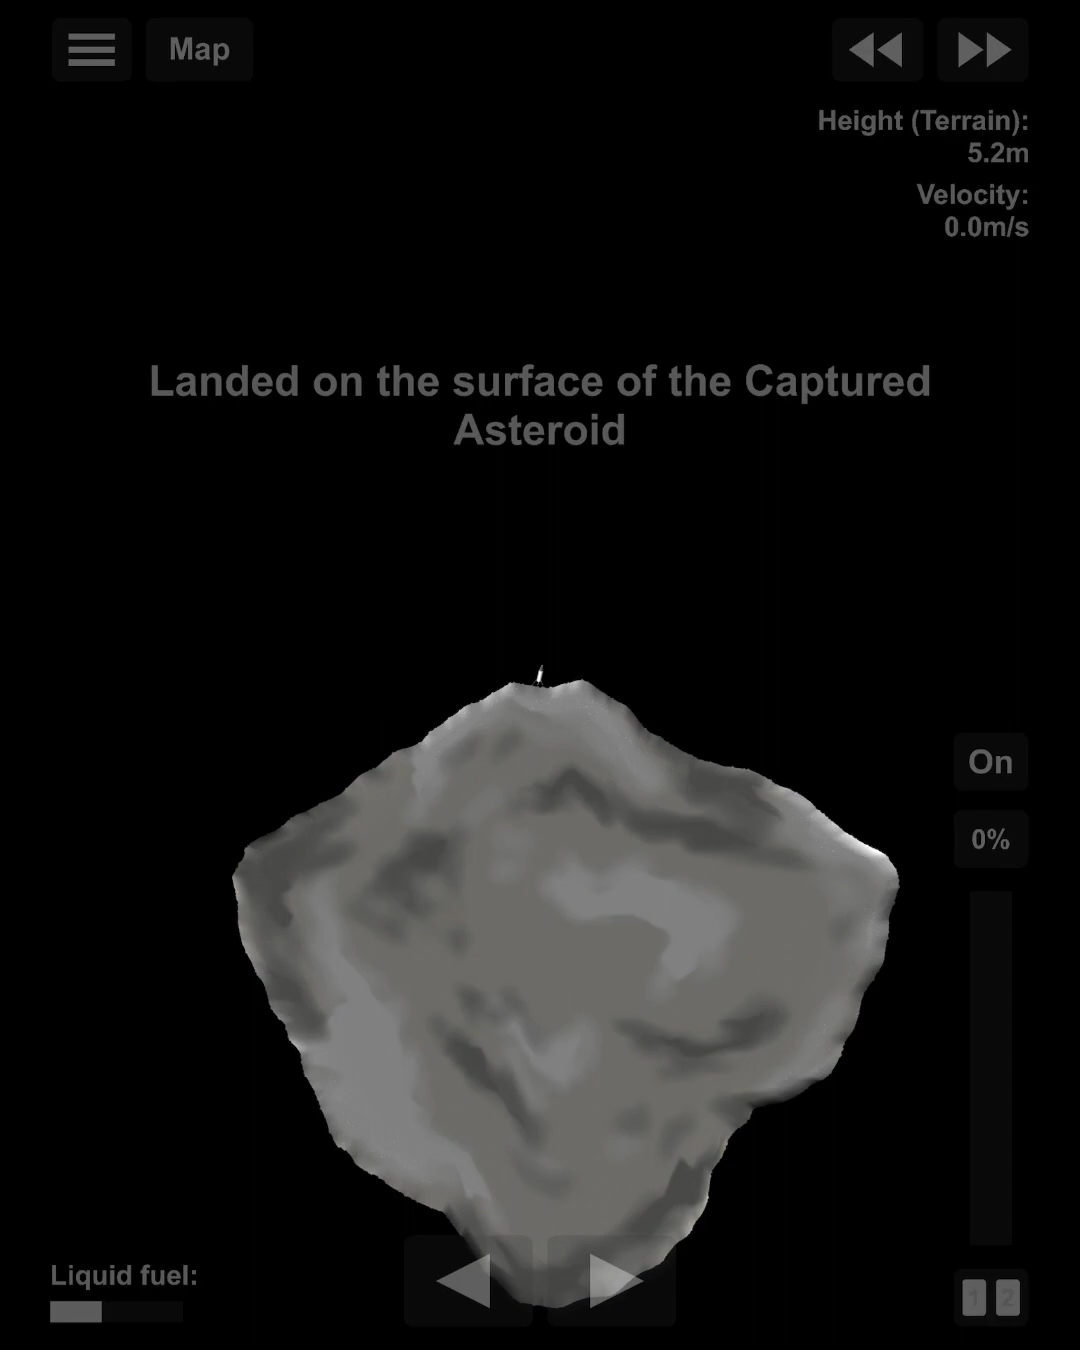 Map
Height (Terrain):
5.2m
Velocity:
0.0m/s
Landed on the surface of the Captured
Asteroid
On
0%
Liquid fuel:
1 2